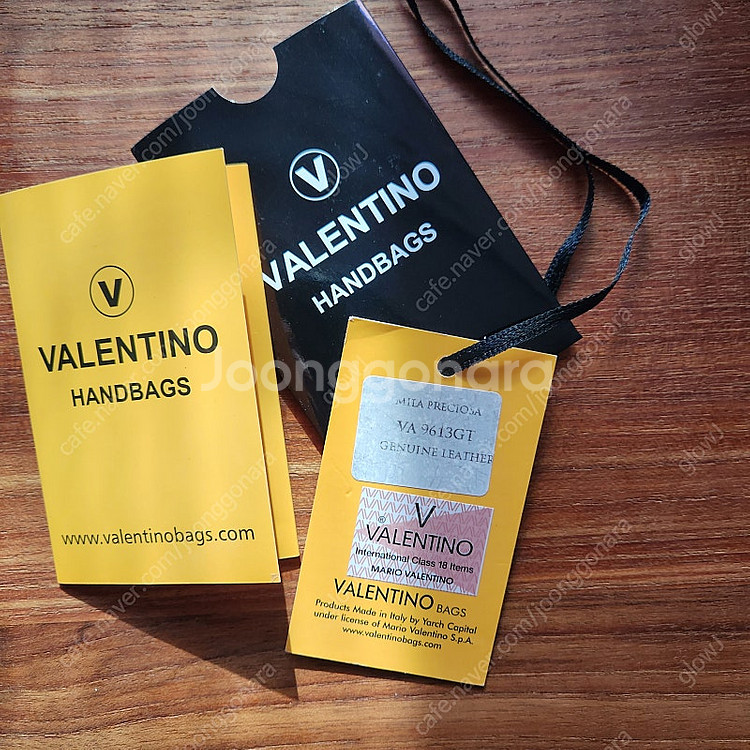 V
VALENTINO
HANDBAGS
V
VALENTINO
HANDBAGS
www.valentinobags.com
MILA PRECIOSA
VA 9613GT
GENUINE LEATHER
V
®
VALENTINO
International Class 18 Items
MARIO VALENTINO
VALENTINO BAGS
Products Made in Italy by Yarch Capital
under license of Mario Valentino S.p.A.
www.valentinobags.com
Joonggonara
cafe.naver.com/joonggonara
glowJ